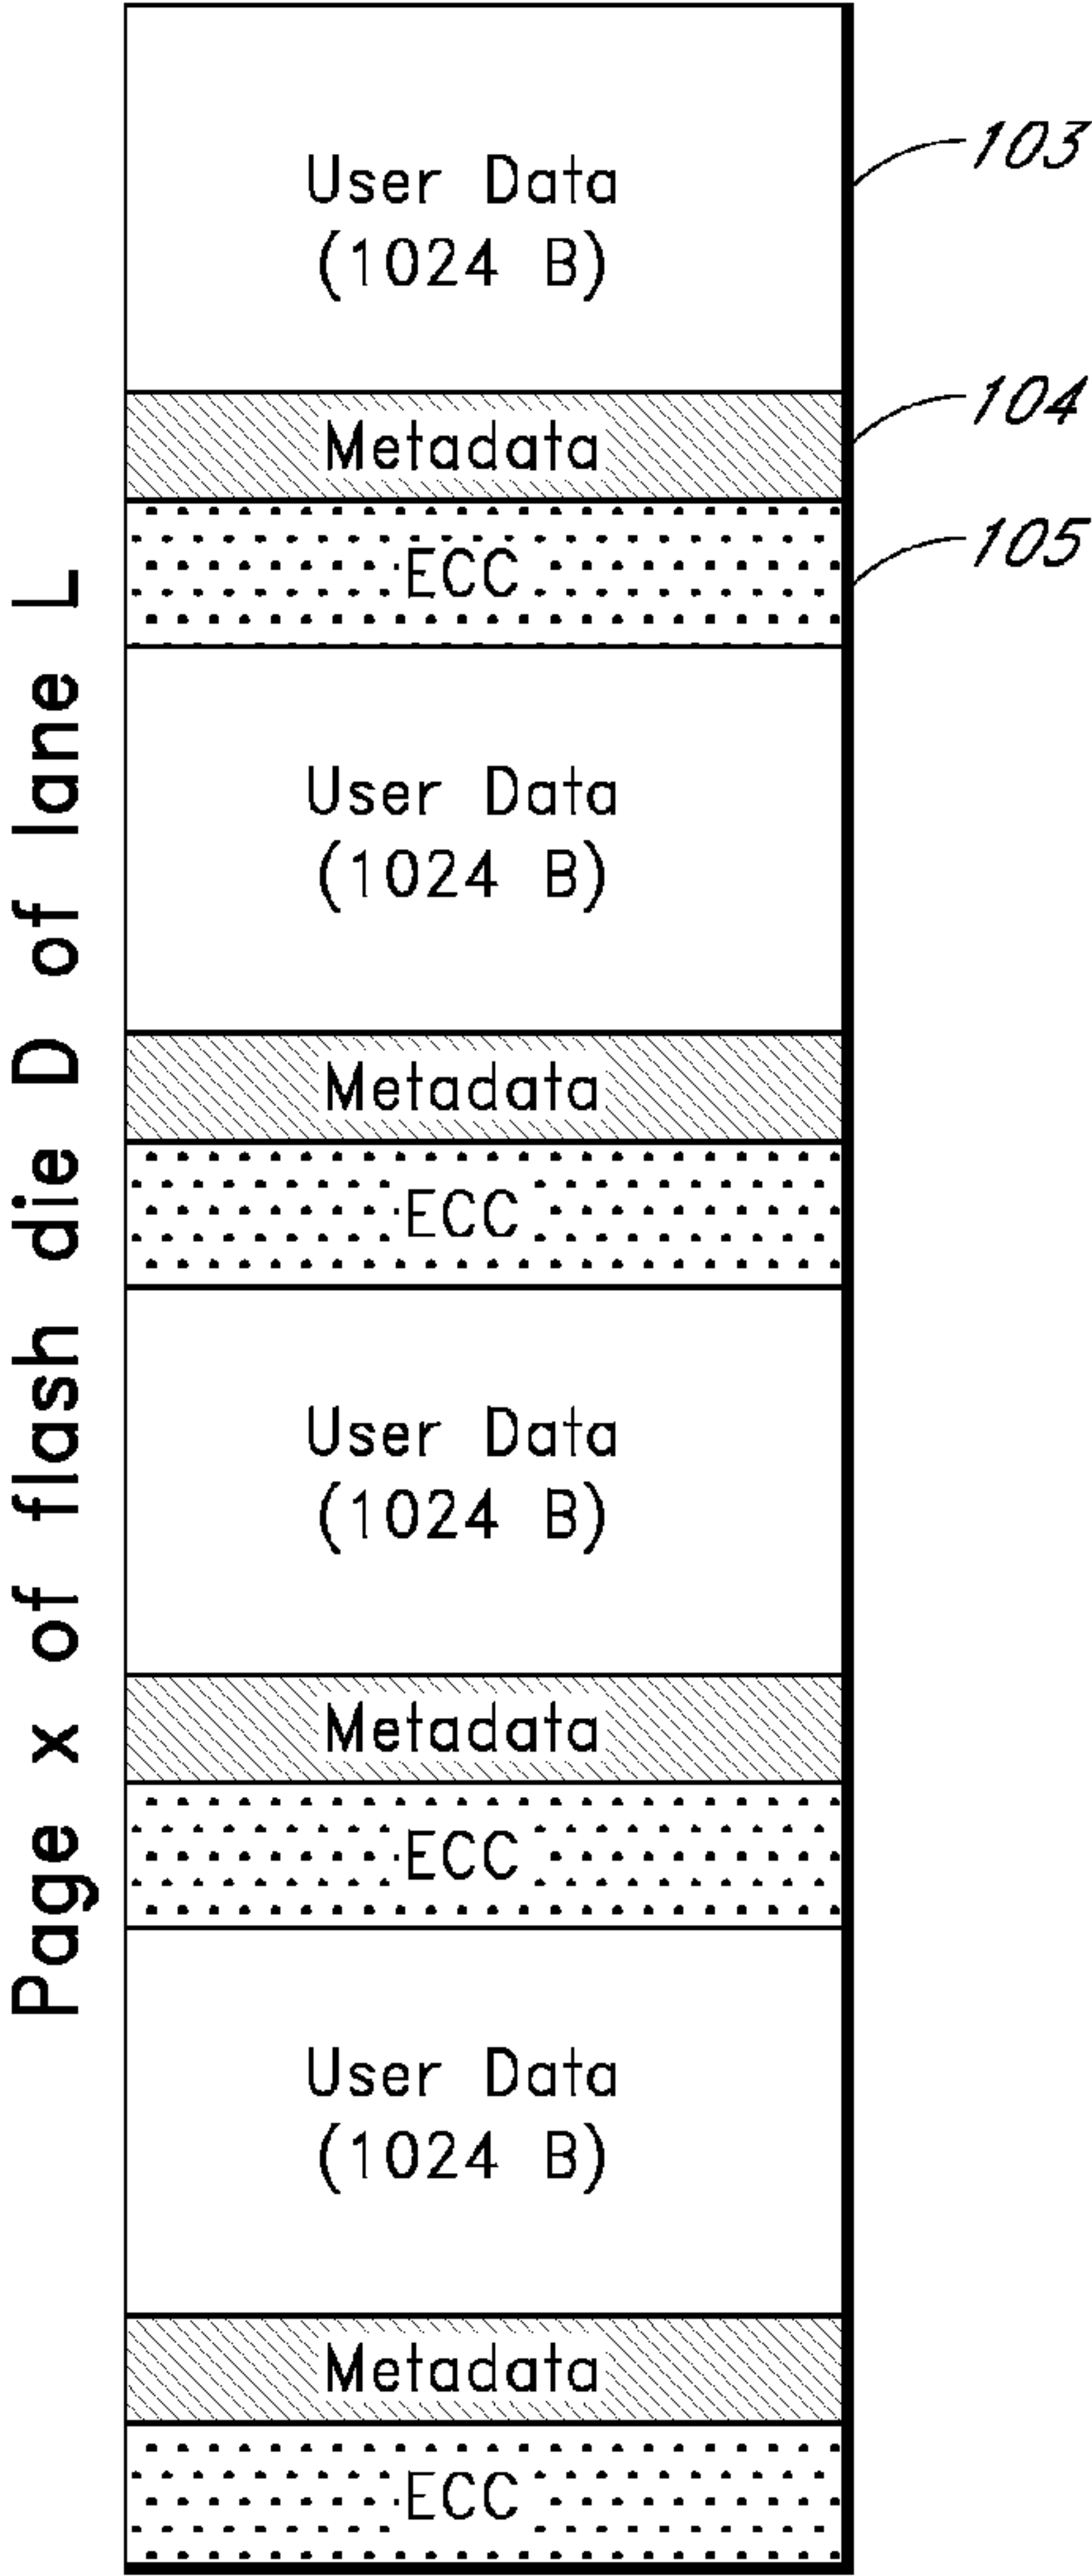 Page x of flash die D of lane L
User Data
(1024 B)
103
Metadata
104
ECC
105
User Data
(1024 B)
Metadata
ECC
User Data
(1024 B)
Metadata
ECC
User Data
(1024 B)
Metadata
ECC